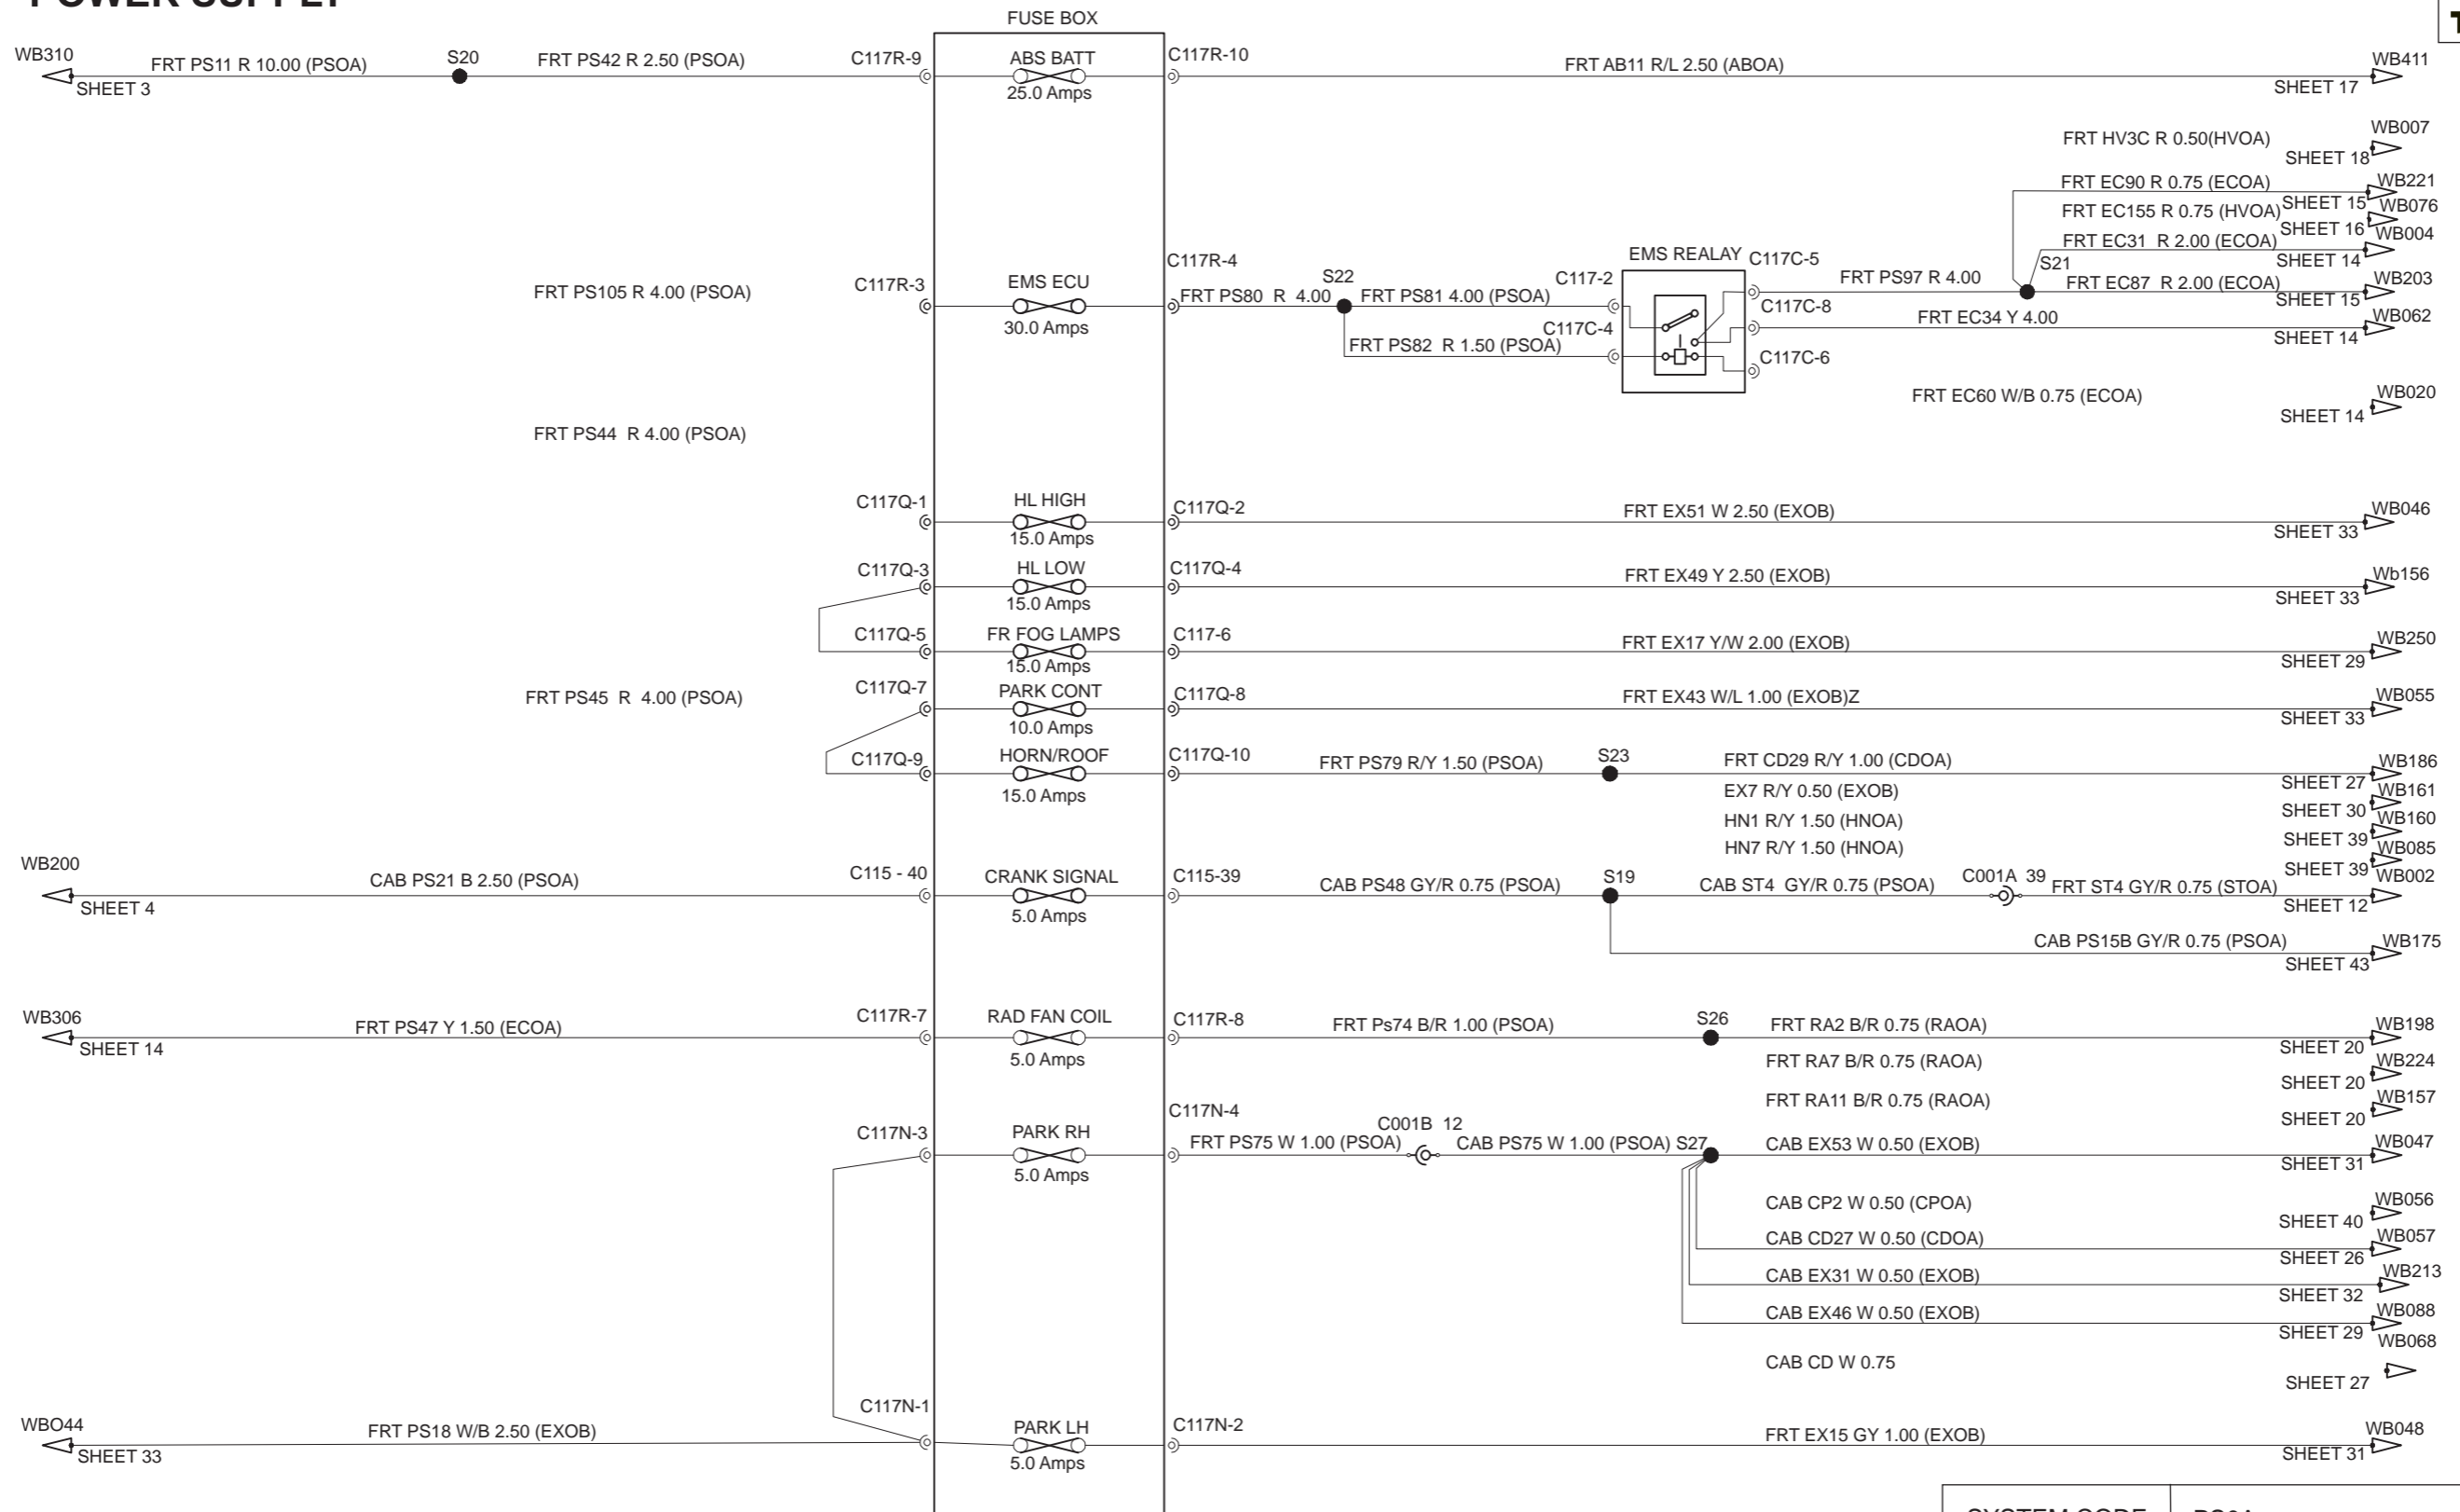 FUSE BOX
WB310
FRT PS11 R 10.00 (PSOA)
SHEET 3
S20
FRT PS42 R 2.50 (PSOA)
C117R-9
ABS BATT
25.0 Amps
C117R-10
FRT AB11 R/L 2.50 (ABOA)
WB411
SHEET 17
WB007
FRT HV3C R 0.50(HVOA)
SHEET 18
FRT EC90 R 0.75 (ECOA)
WB221
SHEET 15
FRT EC155 R 0.75 (HVOA)
WB076
SHEET 16
FRT EC31 R 2.00 (ECOA)
WB004
SHEET 14
S21
FRT EC87 R 2.00 (ECOA)
WB203
SHEET 15
FRT PS105 R 4.00 (PSOA)
C117R-3
EMS ECU
30.0 Amps
C117R-4
FRT PS80 R 4.00
S22
FRT PS81 4.00 (PSOA)
C117-2
EMS REALAY
C117C-5
FRT PS97 R 4.00
C117C-8
FRT EC34 Y 4.00
WB062
SHEET 14
C117C-4
FRT PS82 R 1.50 (PSOA)
C117C-6
FRT EC60 W/B 0.75 (ECOA)
WB020
SHEET 14
FRT PS44 R 4.00 (PSOA)
C117Q-1
HL HIGH
15.0 Amps
C117Q-2
FRT EX51 W 2.50 (EXOB)
WB046
SHEET 33
C117Q-3
HL LOW
15.0 Amps
C117Q-4
FRT EX49 Y 2.50 (EXOB)
Wb156
SHEET 33
C117Q-5
FR FOG LAMPS
15.0 Amps
C117-6
FRT EX17 Y/W 2.00 (EXOB)
WB250
SHEET 29
FRT PS45 R 4.00 (PSOA)
C117Q-7
PARK CONT
10.0 Amps
C117Q-8
FRT EX43 W/L 1.00 (EXOB)Z
WB055
SHEET 33
C117Q-9
HORN/ROOF
15.0 Amps
C117Q-10
FRT PS79 R/Y 1.50 (PSOA)
S23
FRT CD29 R/Y 1.00 (CDOA)
WB186
SHEET 27
EX7 R/Y 0.50 (EXOB)
WB161
SHEET 30
HN1 R/Y 1.50 (HNOA)
WB160
SHEET 39
HN7 R/Y 1.50 (HNOA)
WB085
SHEET 39
WB200
CAB PS21 B 2.50 (PSOA)
SHEET 4
C115 - 40
CRANK SIGNAL
5.0 Amps
C115-39
CAB PS48 GY/R 0.75 (PSOA)
S19
CAB ST4 GY/R 0.75 (PSOA)
C001A 39
FRT ST4 GY/R 0.75 (STOA)
WB002
SHEET 12
CAB PS15B GY/R 0.75 (PSOA)
WB175
SHEET 43
WB306
FRT PS47 Y 1.50 (ECOA)
SHEET 14
C117R-7
RAD FAN COIL
5.0 Amps
C117R-8
FRT Ps74 B/R 1.00 (PSOA)
S26
FRT RA2 B/R 0.75 (RAOA)
WB198
SHEET 20
FRT RA7 B/R 0.75 (RAOA)
WB224
SHEET 20
FRT RA11 B/R 0.75 (RAOA)
WB157
SHEET 20
C117N-3
PARK RH
5.0 Amps
C117N-4
FRT PS75 W 1.00 (PSOA)
C001B 12
CAB PS75 W 1.00 (PSOA)
S27
CAB EX53 W 0.50 (EXOB)
WB047
SHEET 31
CAB CP2 W 0.50 (CPOA)
WB056
SHEET 40
CAB CD27 W 0.50 (CDOA)
WB057
SHEET 26
CAB EX31 W 0.50 (EXOB)
WB213
SHEET 32
CAB EX46 W 0.50 (EXOB)
WB088
SHEET 29
CAB CD W 0.75
WB068
SHEET 27
WBO44
FRT PS18 W/B 2.50 (EXOB)
SHEET 33
C117N-1
PARK LH
5.0 Amps
C117N-2
FRT EX15 GY 1.00 (EXOB)
WB048
SHEET 31